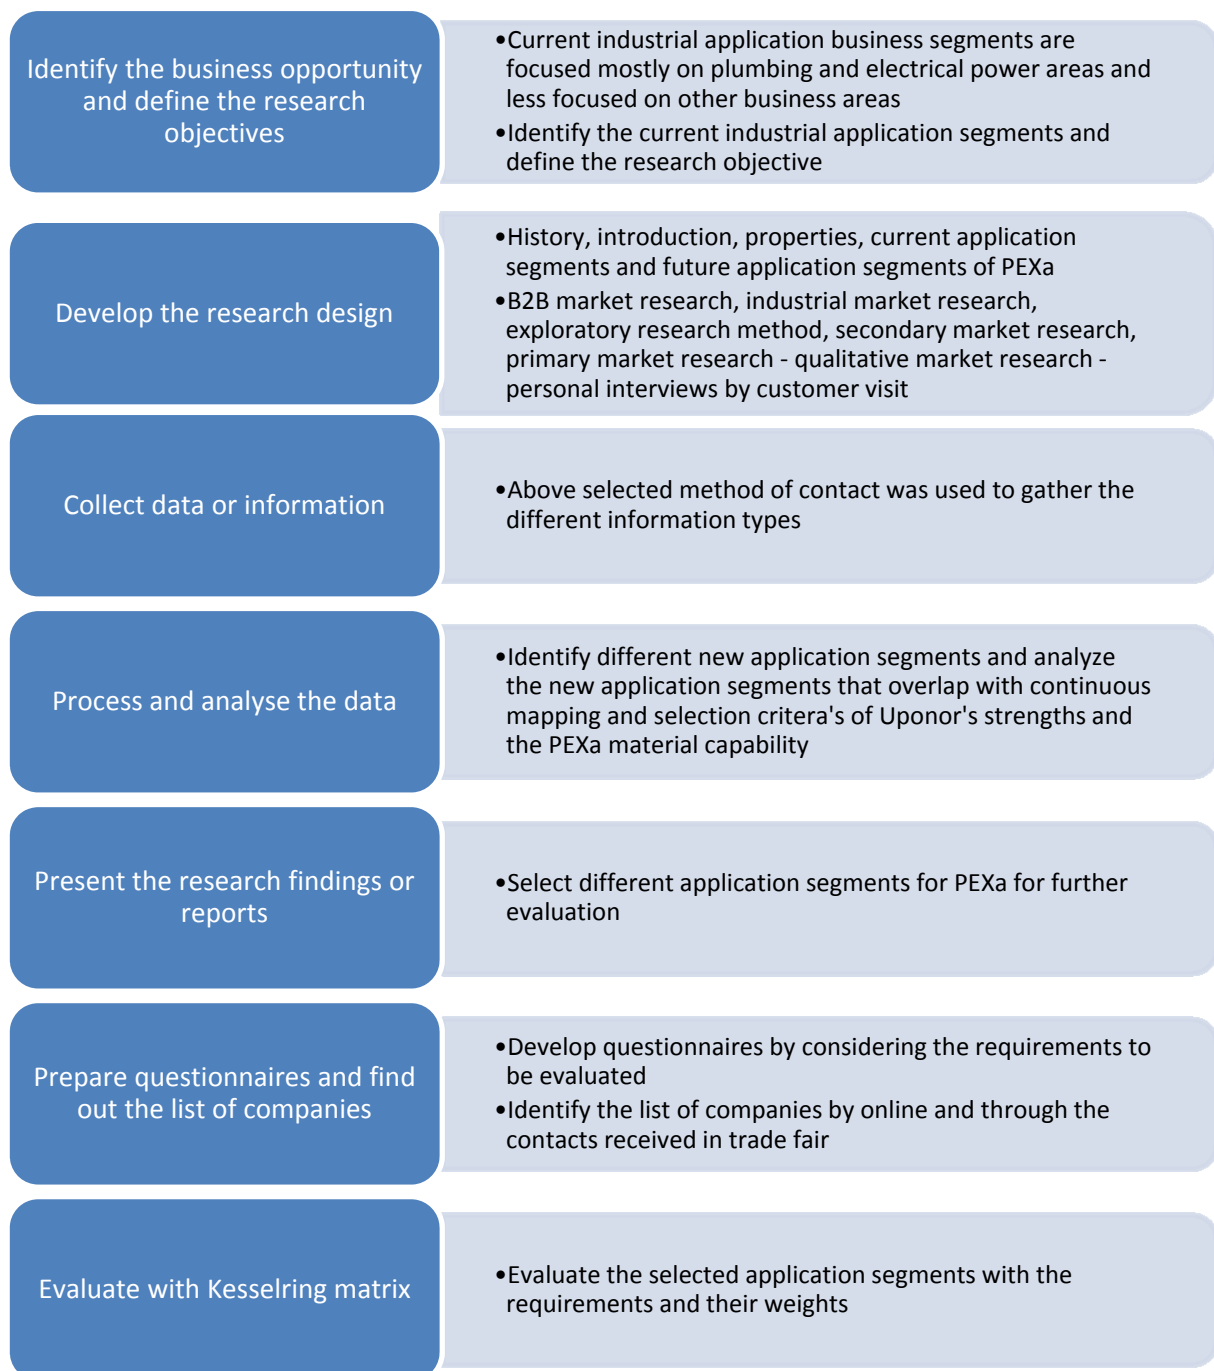 Identify the business opportunity
and define the research
objectives
•Current industrial application business segments are
focused mostly on plumbing and electrical power areas and
less focused on other business areas
•Identify the current industrial application segments and
define the research objective
Develop the research design
•History, introduction, properties, current application
segments and future application segments of PEXa
•B2B market research, industrial market research,
exploratory research method, secondary market research,
primary market research - qualitative market research -
personal interviews by customer visit
Collect data or information
•Above selected method of contact was used to gather the
different information types
Process and analyse the data
•Identify different new application segments and analyze
the new application segments that overlap with continuous
mapping and selection critera's of Uponor's strengths and
the PEXa material capability
Present the research findings or
reports
•Select different application segments for PEXa for further
evaluation
Prepare questionnaires and find
out the list of companies
•Develop questionnaires by considering the requirements to
be evaluated
•Identify the list of companies by online and through the
contacts received in trade fair
Evaluate with Kesselring matrix
•Evaluate the selected application segments with the
requirements and their weights